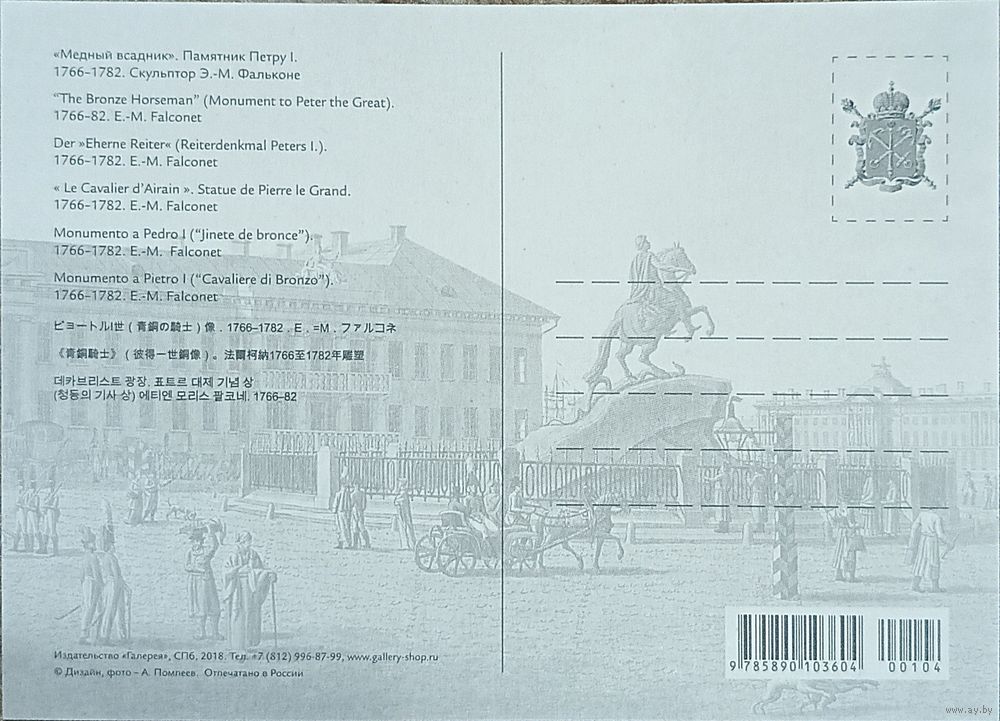 «Медный всадник». Памятник Петру I.
1766–1782. Скульптор Э.-М. Фальконе
“The Bronze Horseman” (Monument to Peter the Great).
1766-82. E.-M. Falconet
Der »Eherne Reiter« (Reiterdenkmal Peters I.).
1766–1782. E.-M. Falconet
« Le Cavalier d’Airain ». Statue de Pierre le Grand.
1766–1782. E.-M. Falconet
Monumento a Pedro I (“Jinete de bronce”).
1766–1782. E.-M. Falconet
Monumento a Pietro I (“Cavaliere di Bronzo”).
1766–1782. E.-M. Falconet
ピョートルI世 ( 青銅の騎士 ) 像 . 1766–1782 . E . =M . ファルコネ
《青銅騎士》 ( 彼得一世銅像 ) 。法爾柯納1766至1782年雕塑
데카브리스트 광장. 표트르 대제 기념 상
(청동의 기사 상) 에티엔 모리스 팔코네. 1766–82
Издательство «Галерея», СПб, 2018. Тел. +7 (812) 996-87-99, www.gallery-shop.ru
© Дизайн, фото – А. Помпеев. Отпечатано в России
9 785890 103604
00104
www.ay.by